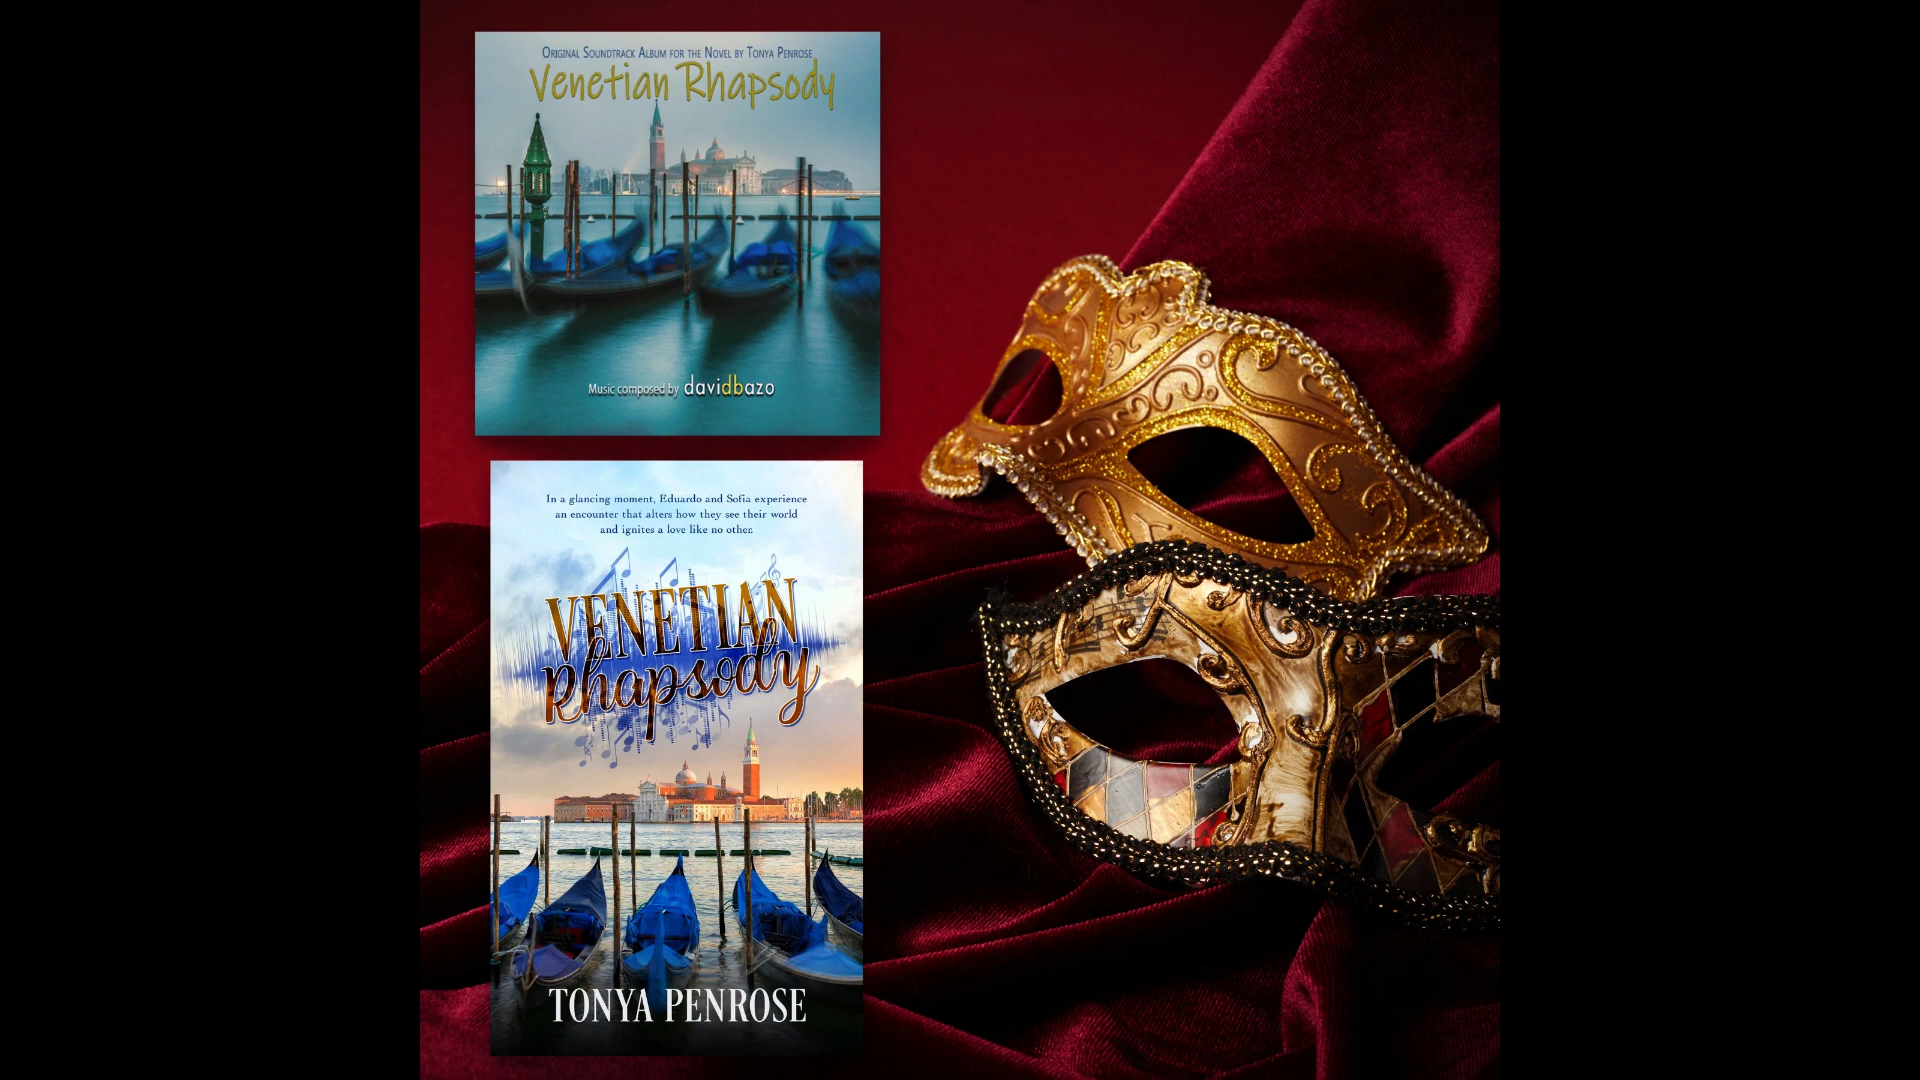 Original Soundtrack Album for the Novel by Tonya Penrose
Venetian Rhapsody
Music composed by davidbazo
In a glancing moment, Eduardo and Sofia experience
an encounter that alters how they see their world
and ignites a love like no other.
VENETIAN
Rhapsody
TONYA PENROSE